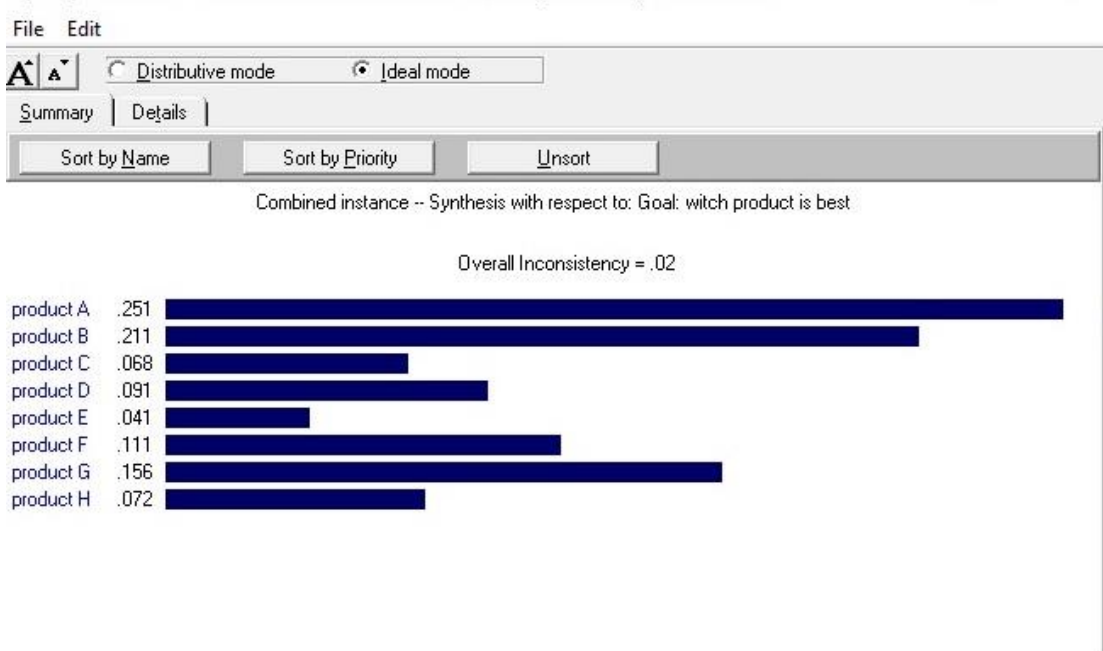 File Edit
A A Distributive mode Ideal mode
Summary Details
Sort by Name Sort by Priority Unsort
Combined instance -- Synthesis with respect to: Goal: witch product is best
Overall Inconsistency = .02
product A .251
product B .211
product C .068
product D .091
product E .041
product F .111
product G .156
product H .072